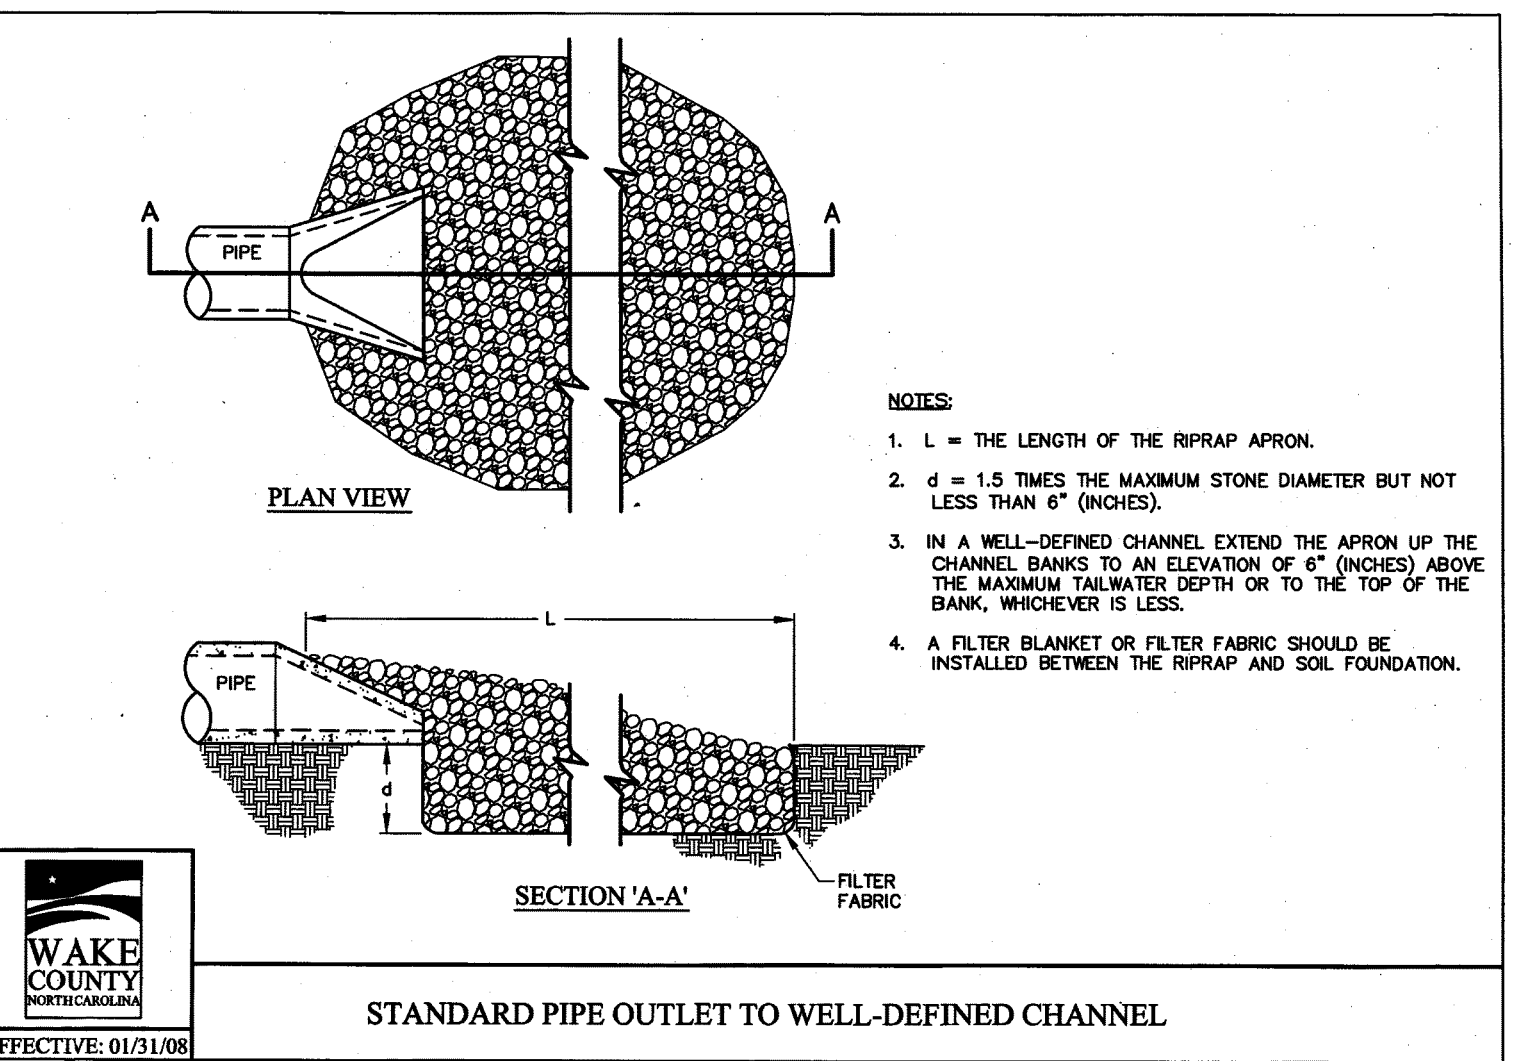 A
A
PIPE
PLAN VIEW
NOTES:
1. L = THE LENGTH OF THE RIPRAP APRON.
2. d = 1.5 TIMES THE MAXIMUM STONE DIAMETER BUT NOT
LESS THAN 6" (INCHES).
3. IN A WELL-DEFINED CHANNEL EXTEND THE APRON UP THE
CHANNEL BANKS TO AN ELEVATION OF 6" (INCHES) ABOVE
THE MAXIMUM TAILWATER DEPTH OR TO THE TOP OF THE
BANK, WHICHEVER IS LESS.
4. A FILTER BLANKET OR FILTER FABRIC SHOULD BE
INSTALLED BETWEEN THE RIPRAP AND SOIL FOUNDATION.
L
PIPE
d
FILTER
FABRIC
SECTION 'A-A'
WAKE
COUNTY
NORTH CAROLINA
FFECTIVE: 01/31/08
STANDARD PIPE OUTLET TO WELL-DEFINED CHANNEL